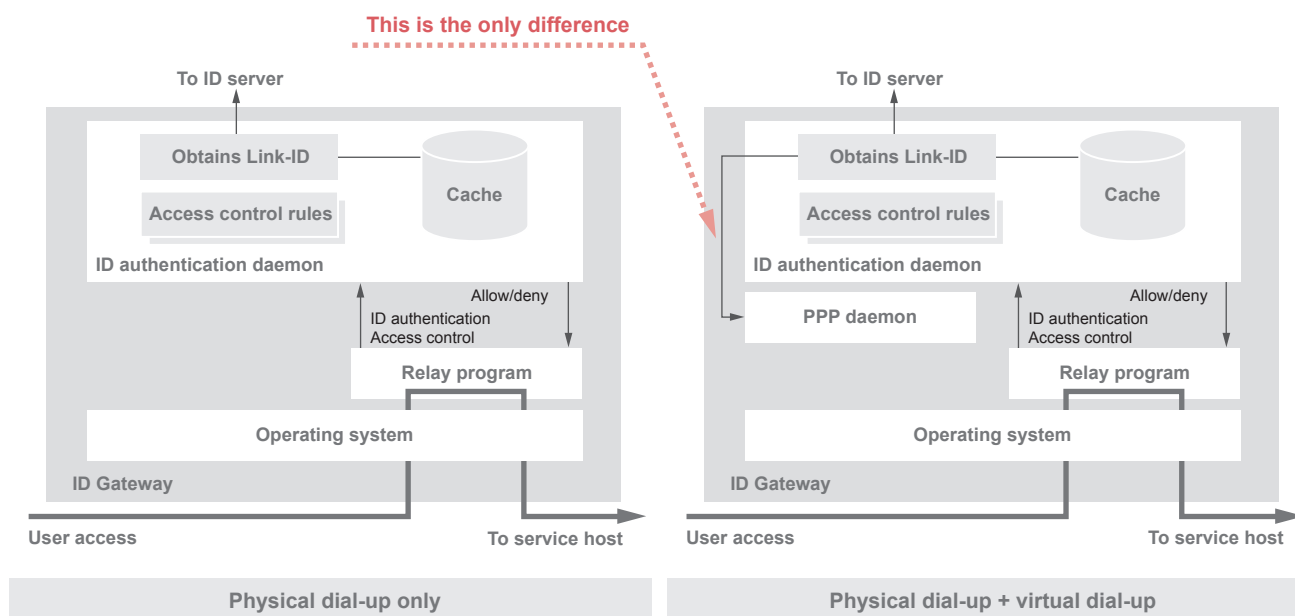 This is the only difference
To ID server
Obtains Link-ID
Cache
Access control rules
ID authentication daemon
Allow/deny
ID authentication
Access control
Relay program
Operating system
ID Gateway
User access
To service host
Physical dial-up only
To ID server
Obtains Link-ID
Cache
Access control rules
ID authentication daemon
PPP daemon
Allow/deny
ID authentication
Access control
Relay program
Operating system
ID Gateway
User access
To service host
Physical dial-up + virtual dial-up